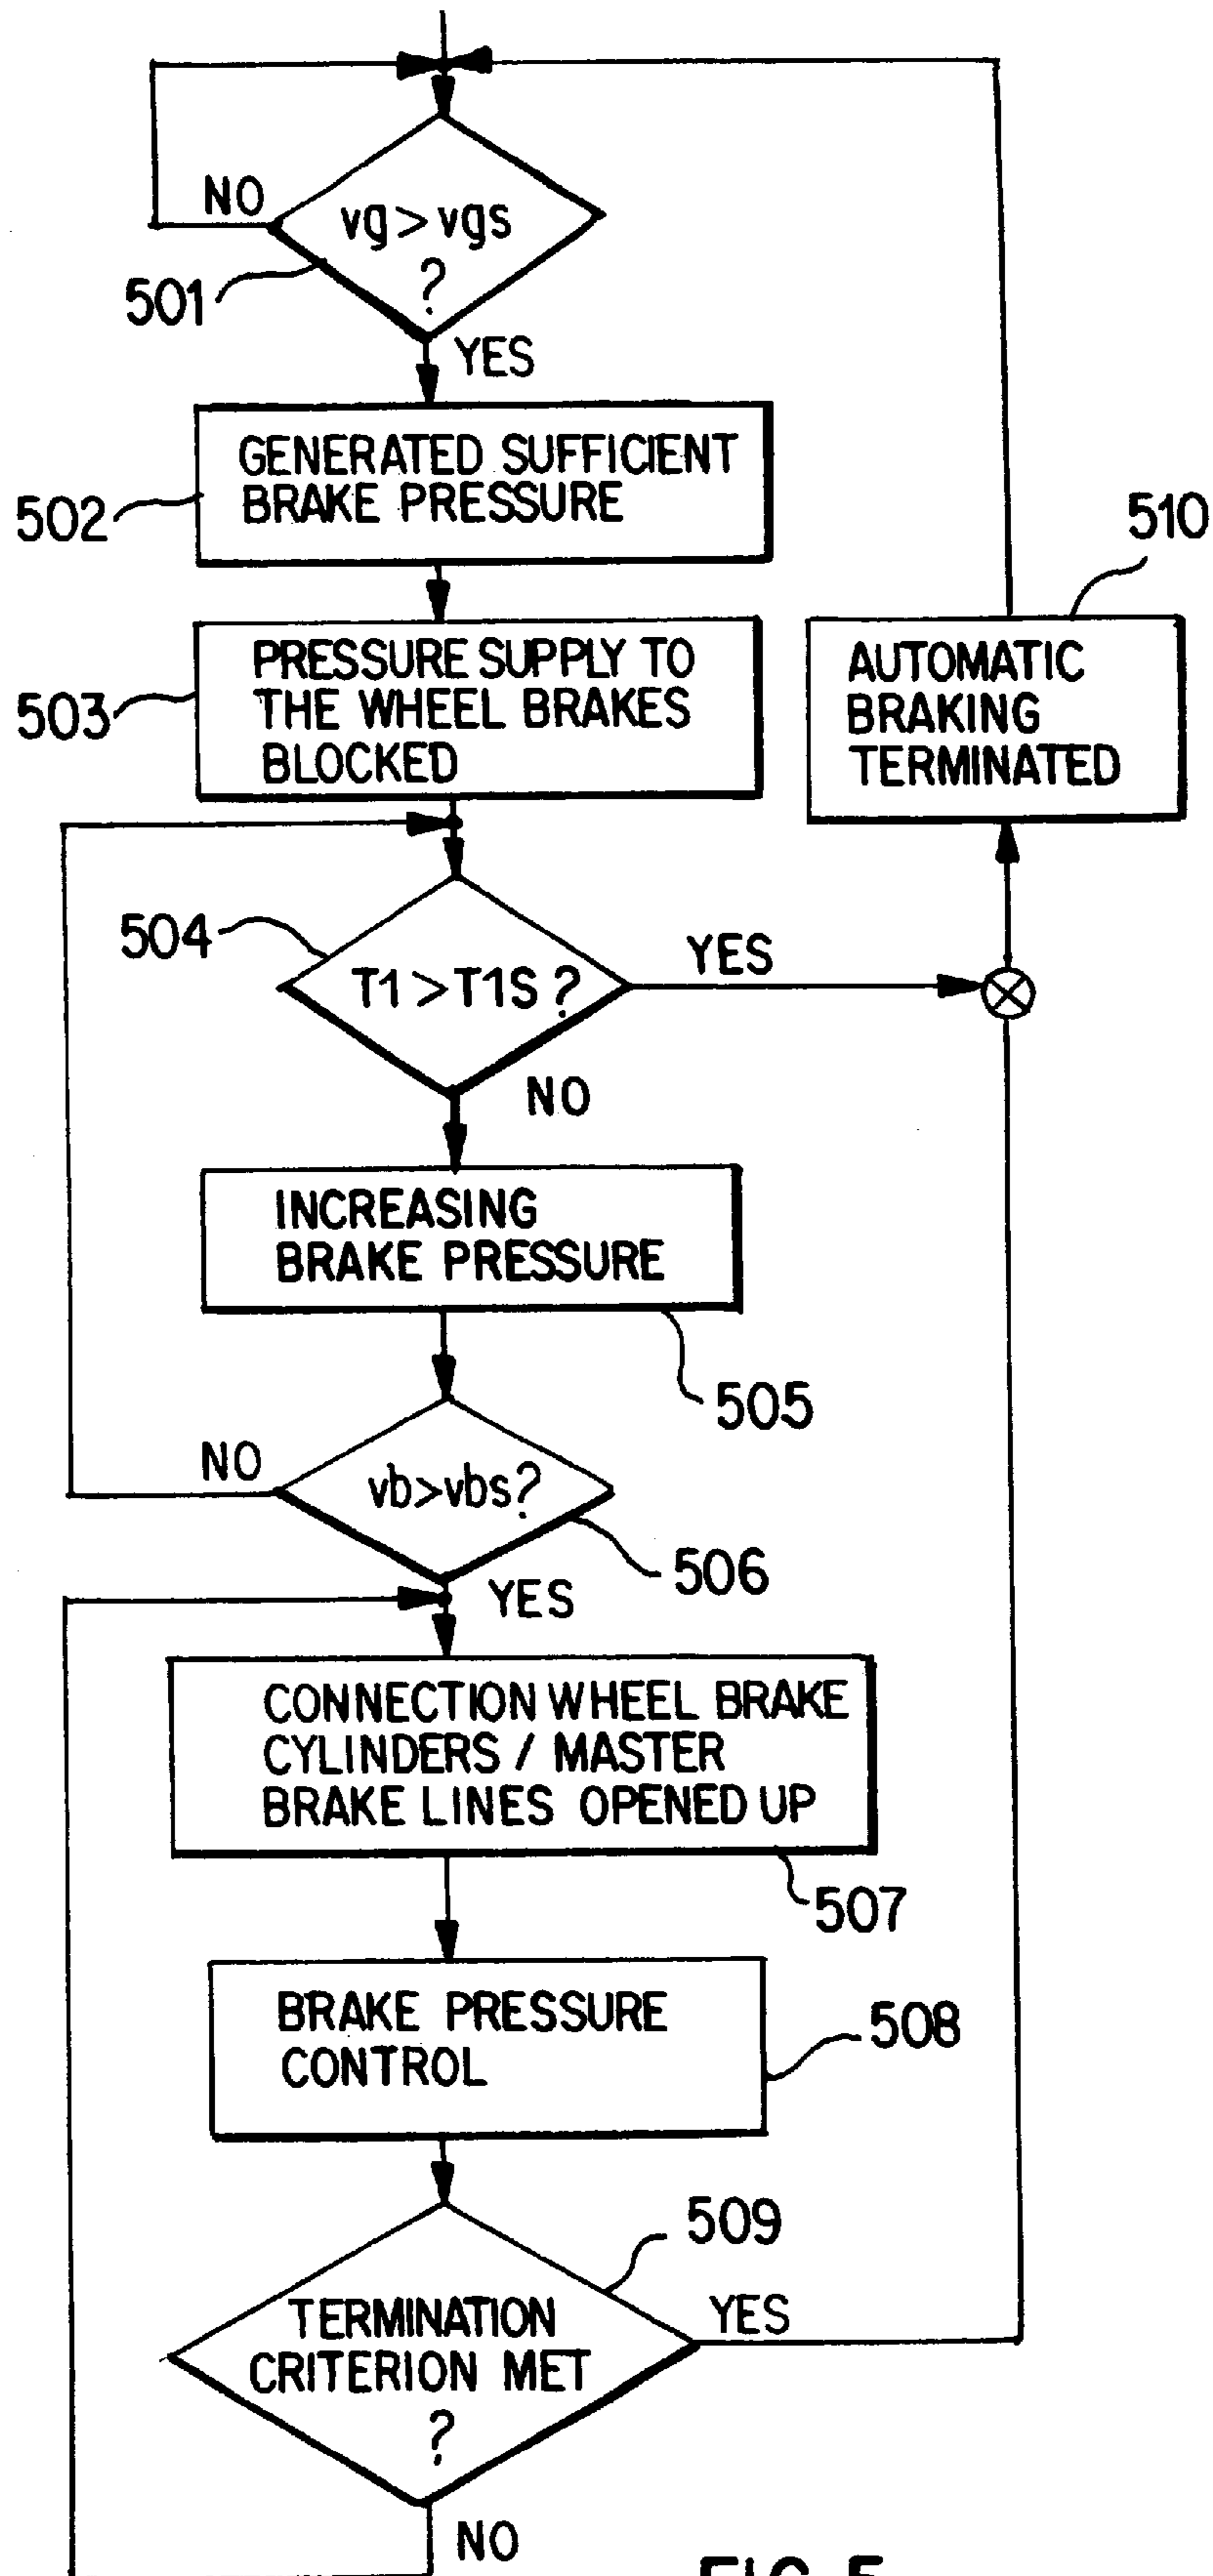 NO
vg > vgs
?
501
YES
GENERATED SUFFICIENT
BRAKE PRESSURE
502
PRESSURE SUPPLY TO
THE WHEEL BRAKES
BLOCKED
503
510
AUTOMATIC
BRAKING
TERMINATED
504
T1 > T1S ?
YES
NO
INCREASING
BRAKE PRESSURE
505
NO
vb>vbs?
506
YES
CONNECTION WHEEL BRAKE
CYLINDERS / MASTER
BRAKE LINES OPENED UP
507
BRAKE PRESSURE
CONTROL
508
509
TERMINATION
CRITERION MET
?
YES
NO